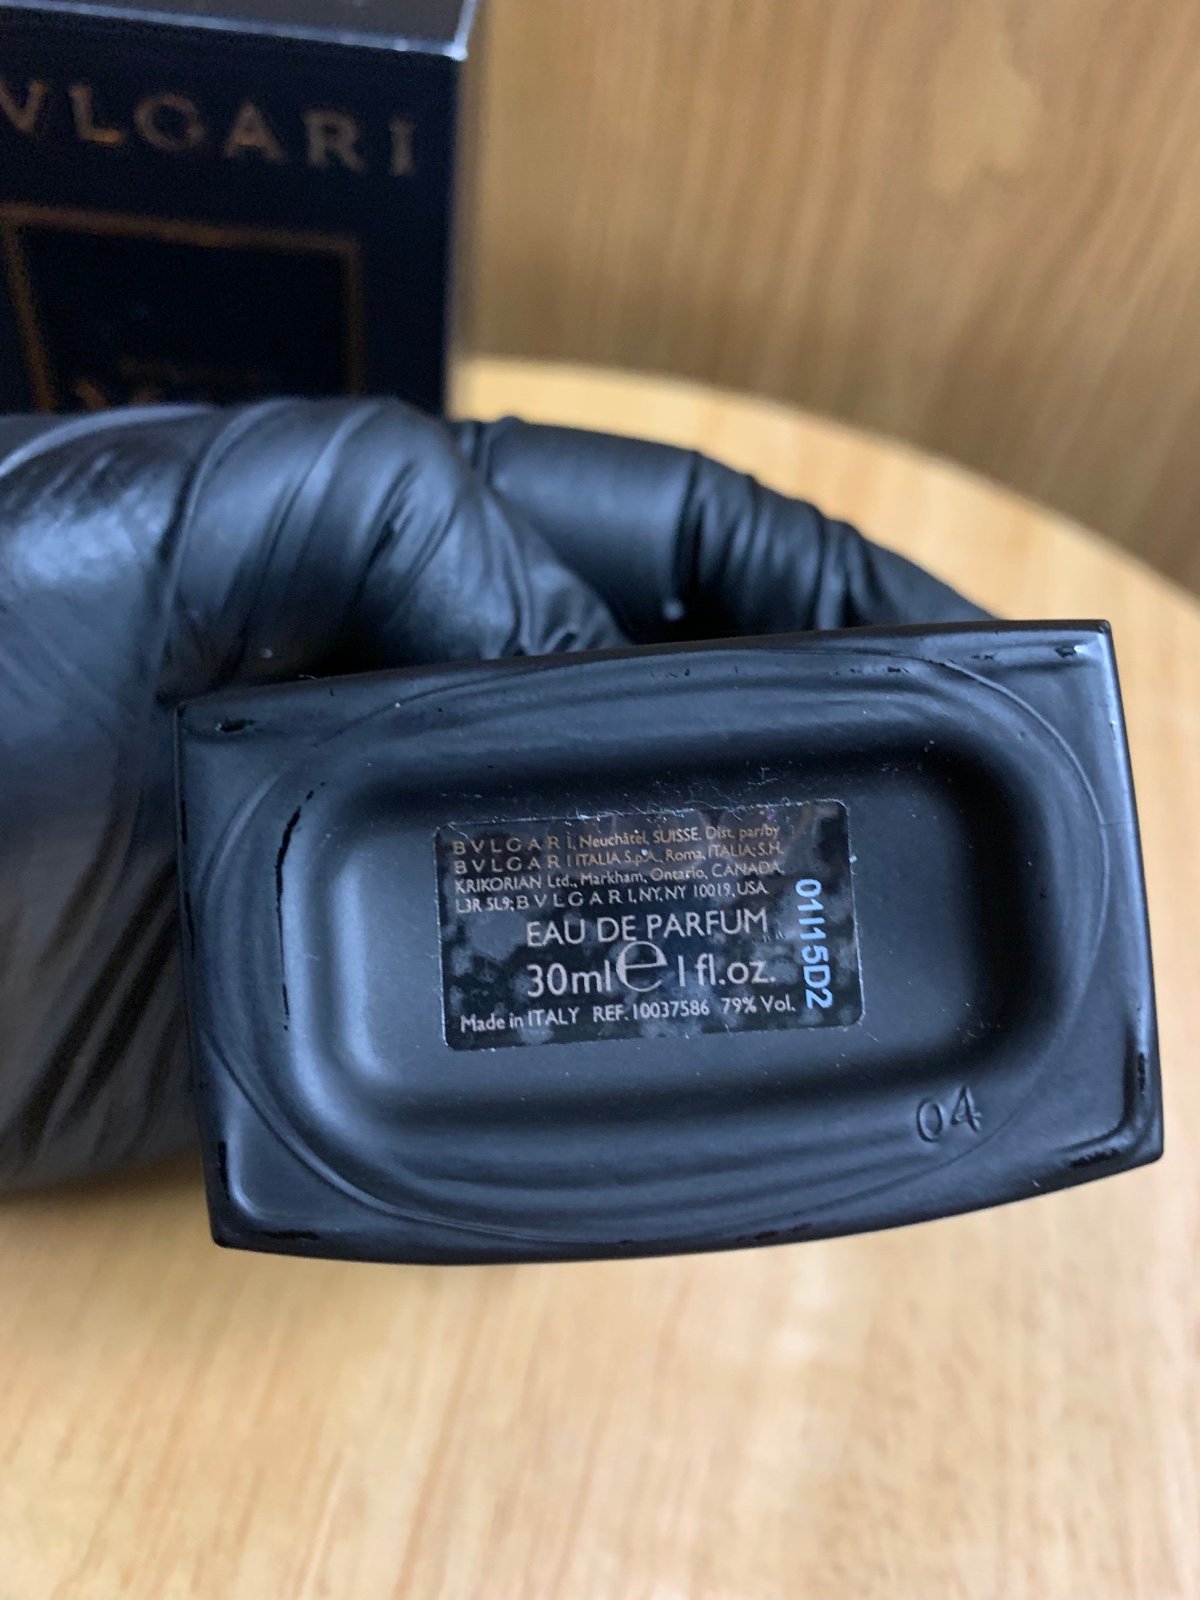 VLGARI
BVLGARI, Neuchâtel, SUISSE. Dist. par/by
BVLGARI ITALIA S.p.A., Roma, ITALIA; S.H.
KRIKORIAN Ltd., Markham, Ontario, CANADA,
L3R 5L9; BVLGARI, NY, NY 10019, USA.
EAU DE PARFUM
30ml e 1 fl.oz.
Made in ITALY REF. 10037586 79% Vol.
01115D2
04